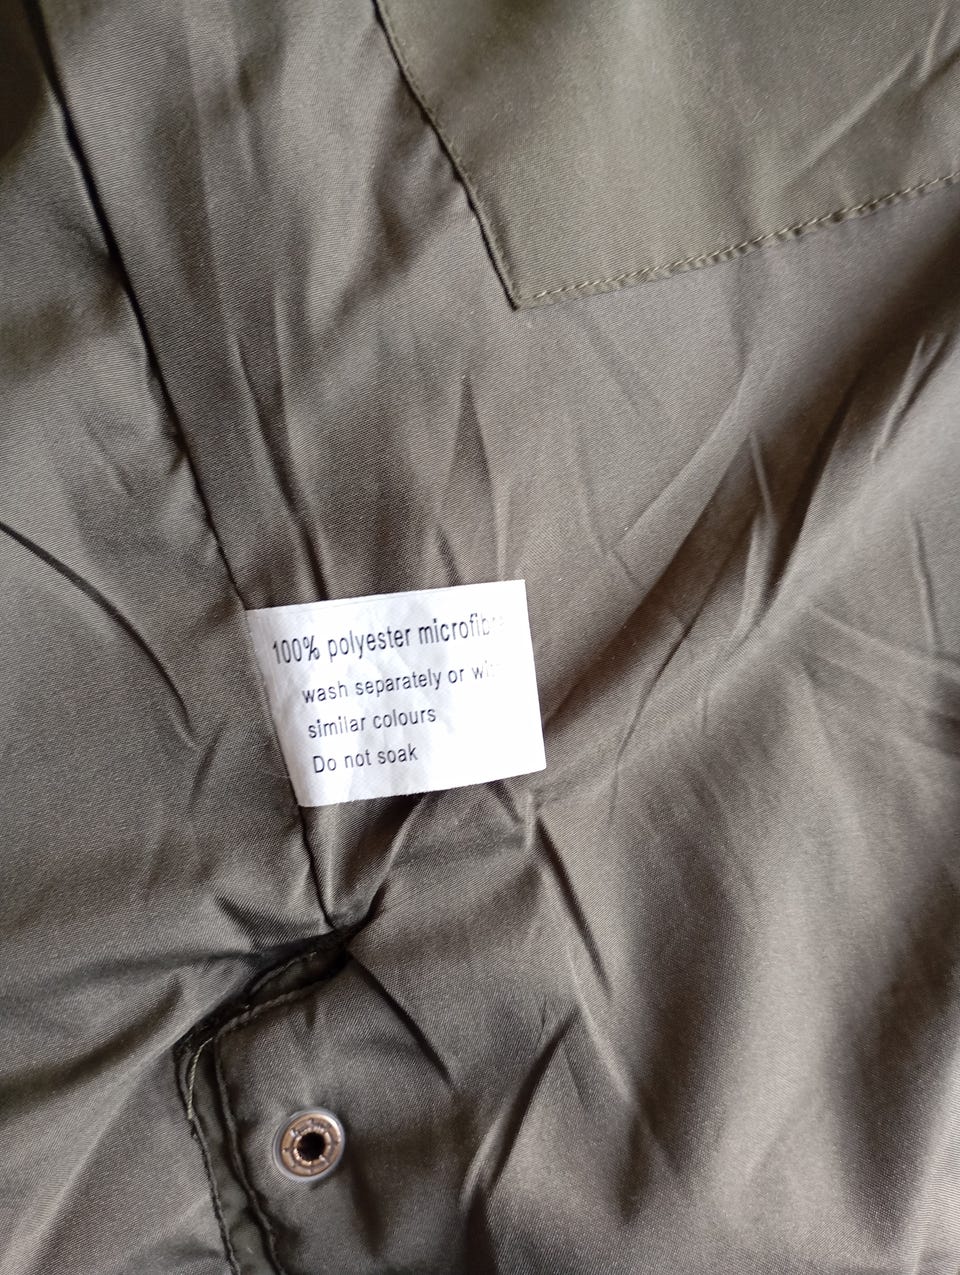 100% polyester microfib
wash separately or wi
similar colours
Do not soak